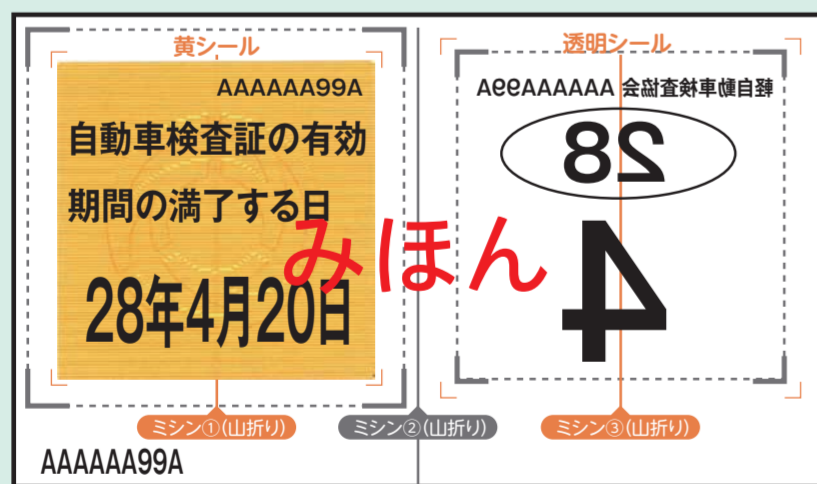 黄シール
AAAAAA99A
自動車検査証の有効
期間の満了する日
28年4月20日
透明シール
軽自動車検査協会 AAAAAA99A
28
4
みほん
ミシン①(山折り)
ミシン②(山折り)
ミシン③(山折り)
AAAAAA99A